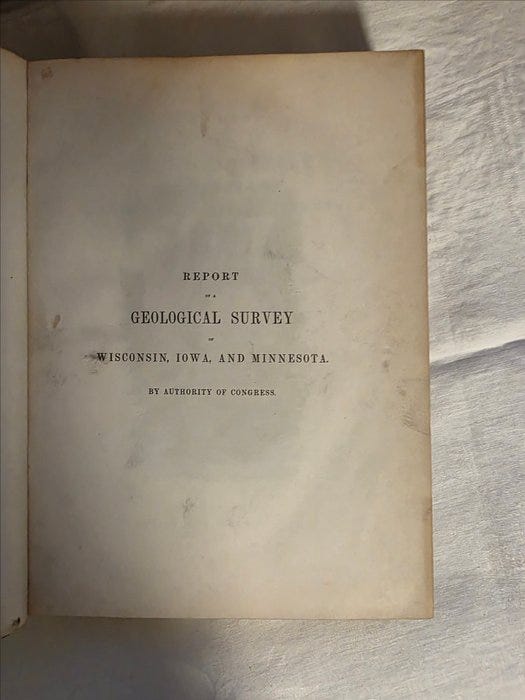 REPORT
OF A
GEOLOGICAL SURVEY
OF
WISCONSIN, IOWA, AND MINNESOTA.
BY AUTHORITY OF CONGRESS.